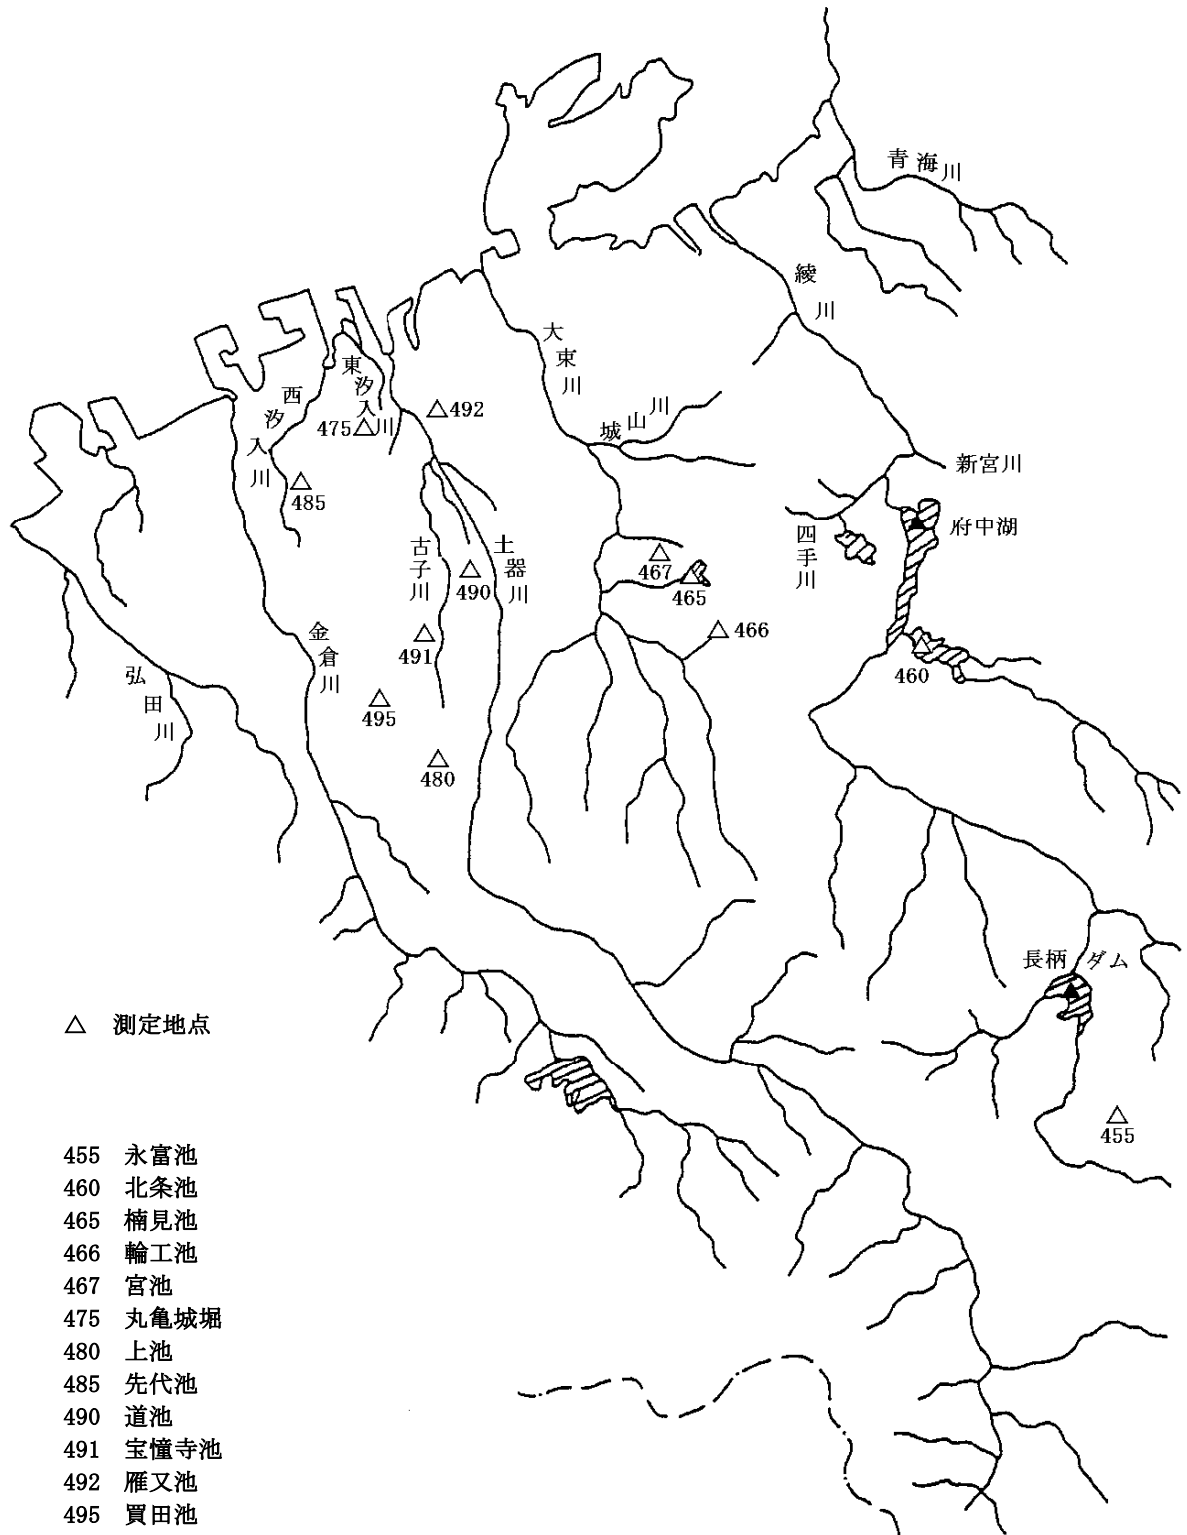 青海川
綾川
大東川
東汐入川
西汐入川
475
492
城山川
新宮川
485
府中湖
四手川
土器川
古子川
467
490
465
466
金倉川
491
460
弘田川
495
480
長柄ダム
△ 測定地点
455
455 永富池
460 北条池
465 楠見池
466 輪工池
467 宮池
475 丸亀城堀
480 上池
485 先代池
490 道池
491 宝憧寺池
492 雁又池
495 買田池